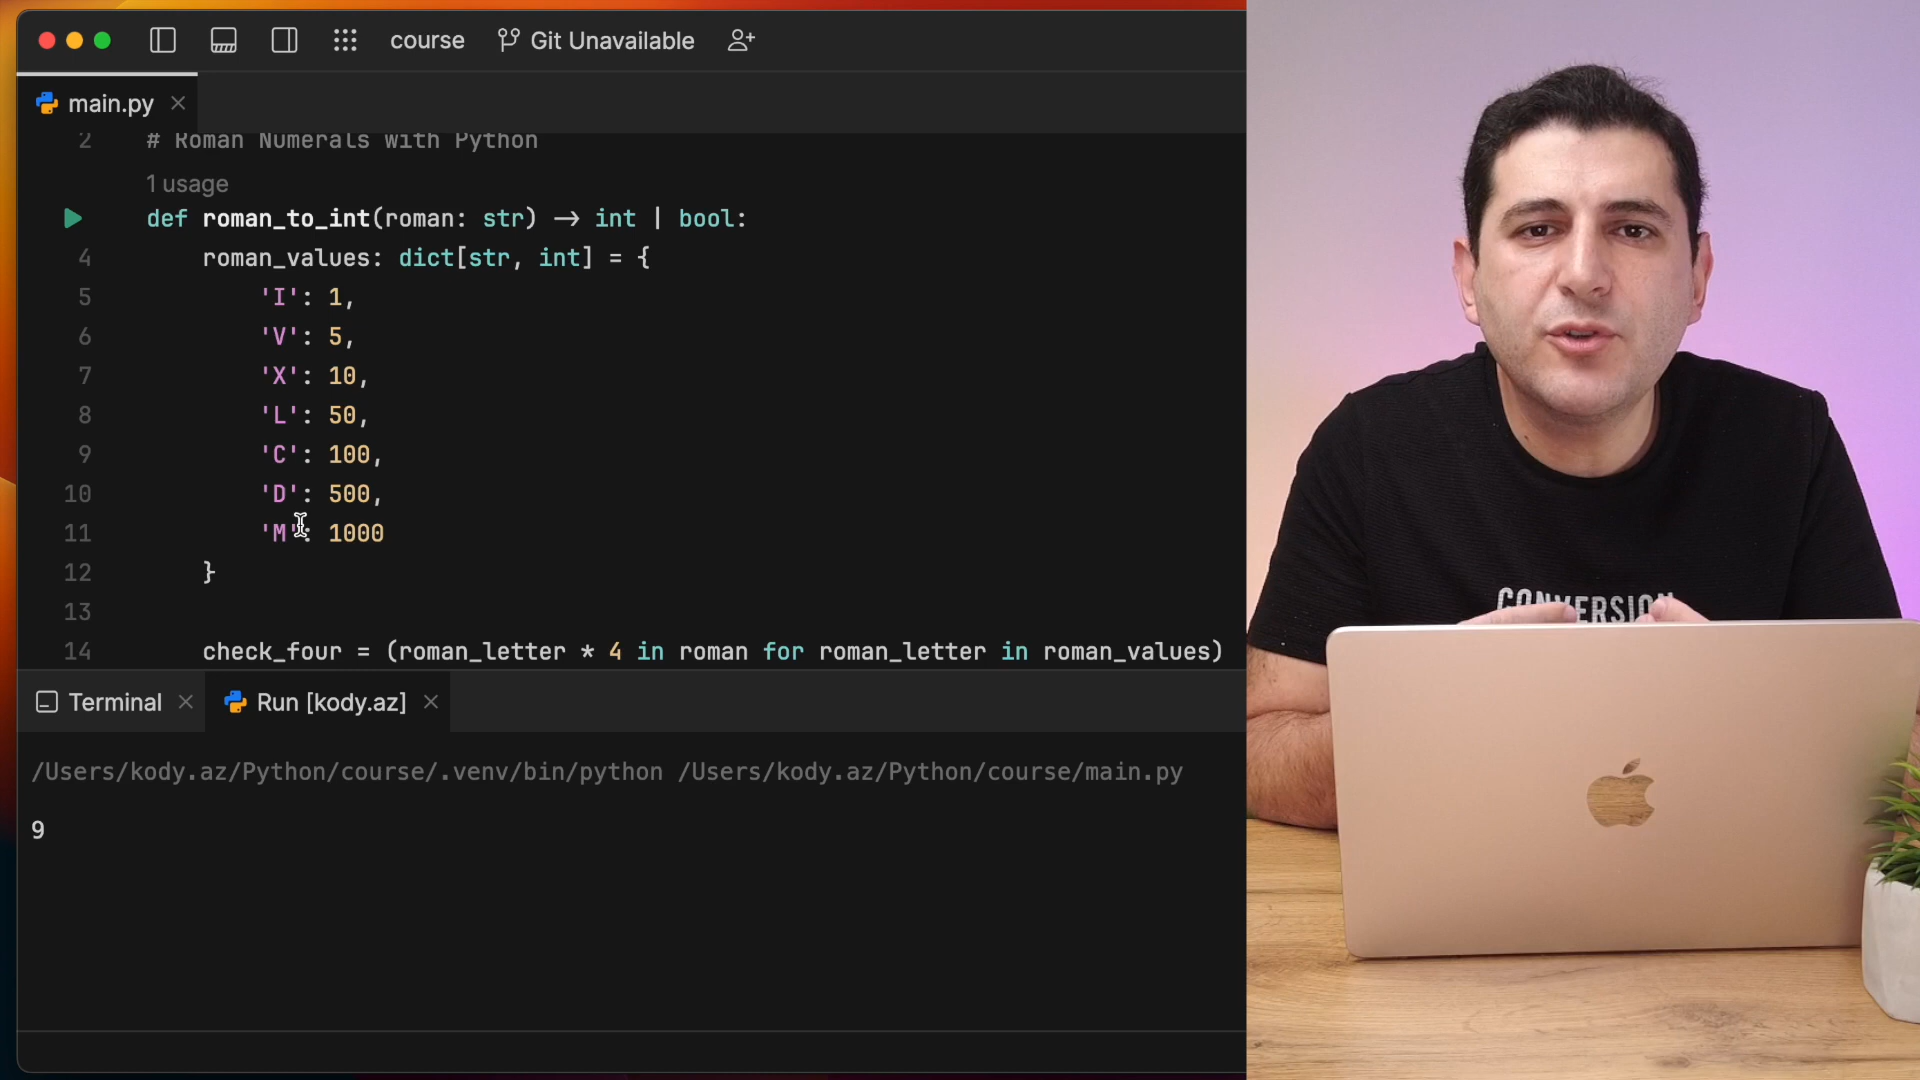 course Git Unavailable
main.py
2 # Roman Numerals with Python
1 usage
def roman_to_int(roman: str) → int | bool:
4 roman_values: dict[str, int] = {
5 'I': 1,
6 'V': 5,
7 'X': 10,
8 'L': 50,
9 'C': 100,
10 'D': 500,
11 'M': 1000
12 }
13
14 check_four = (roman_letter * 4 in roman for roman_letter in roman_values)
Terminal Run [kody.az]
/Users/kody.az/Python/course/.venv/bin/python /Users/kody.az/Python/course/main.py
9
CONVERSION